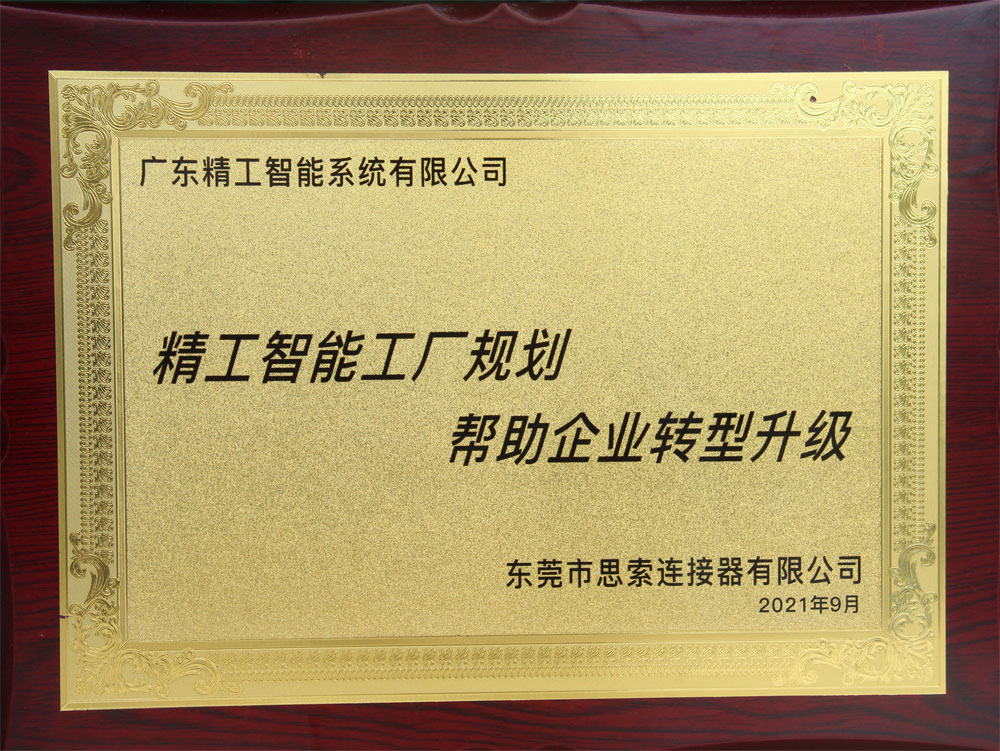 广东精工智能系统有限公司
精工智能工厂规划
帮助企业转型升级
东莞市思索连接器有限公司
2021年9月